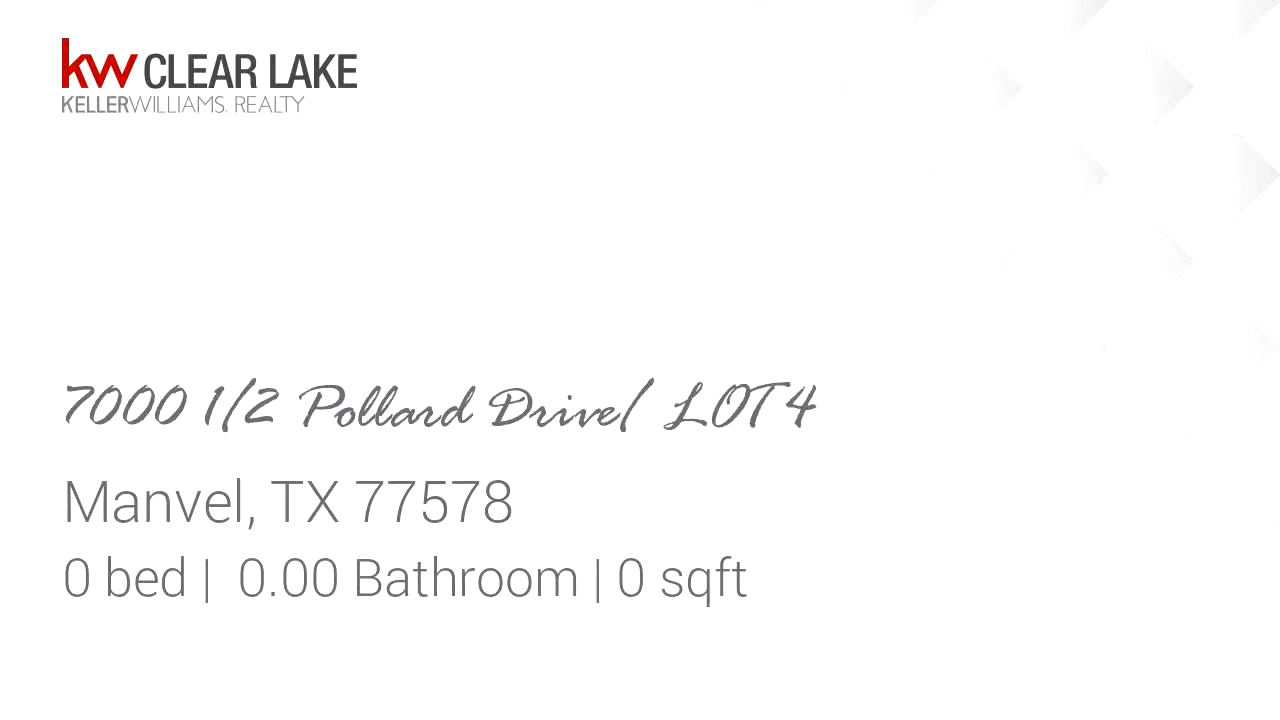 kw CLEAR LAKE
KELLERWILLIAMS. REALTY
7000 1/2 Pollard Drive/ LOT 4
Manvel, TX 77578
0 bed | 0.00 Bathroom | 0 sqft